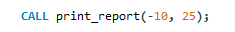 CALL print_report(-10, 25);